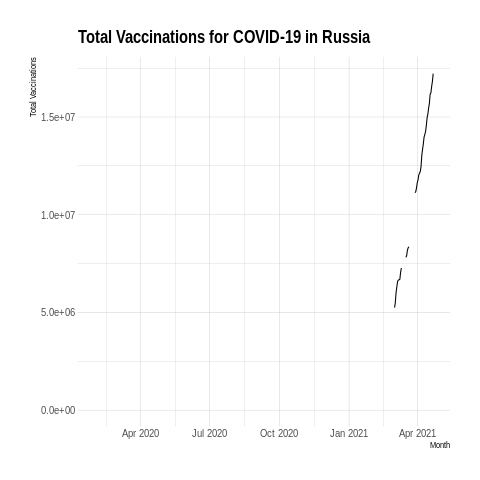 Total Vaccinations for COVID-19 in Russia
Total Vaccinations
1.5e+07
1.0e+07
5.0e+06
0.0e+00
Apr 2020 Jul 2020 Oct 2020 Jan 2021 Apr 2021
Month